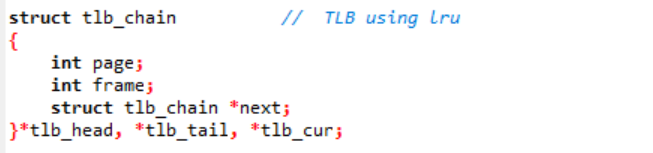 struct tlb_chain // TLB using lru
{
int page;
int frame;
struct tlb_chain *next;
}*tlb_head, *tlb_tail, *tlb_cur;